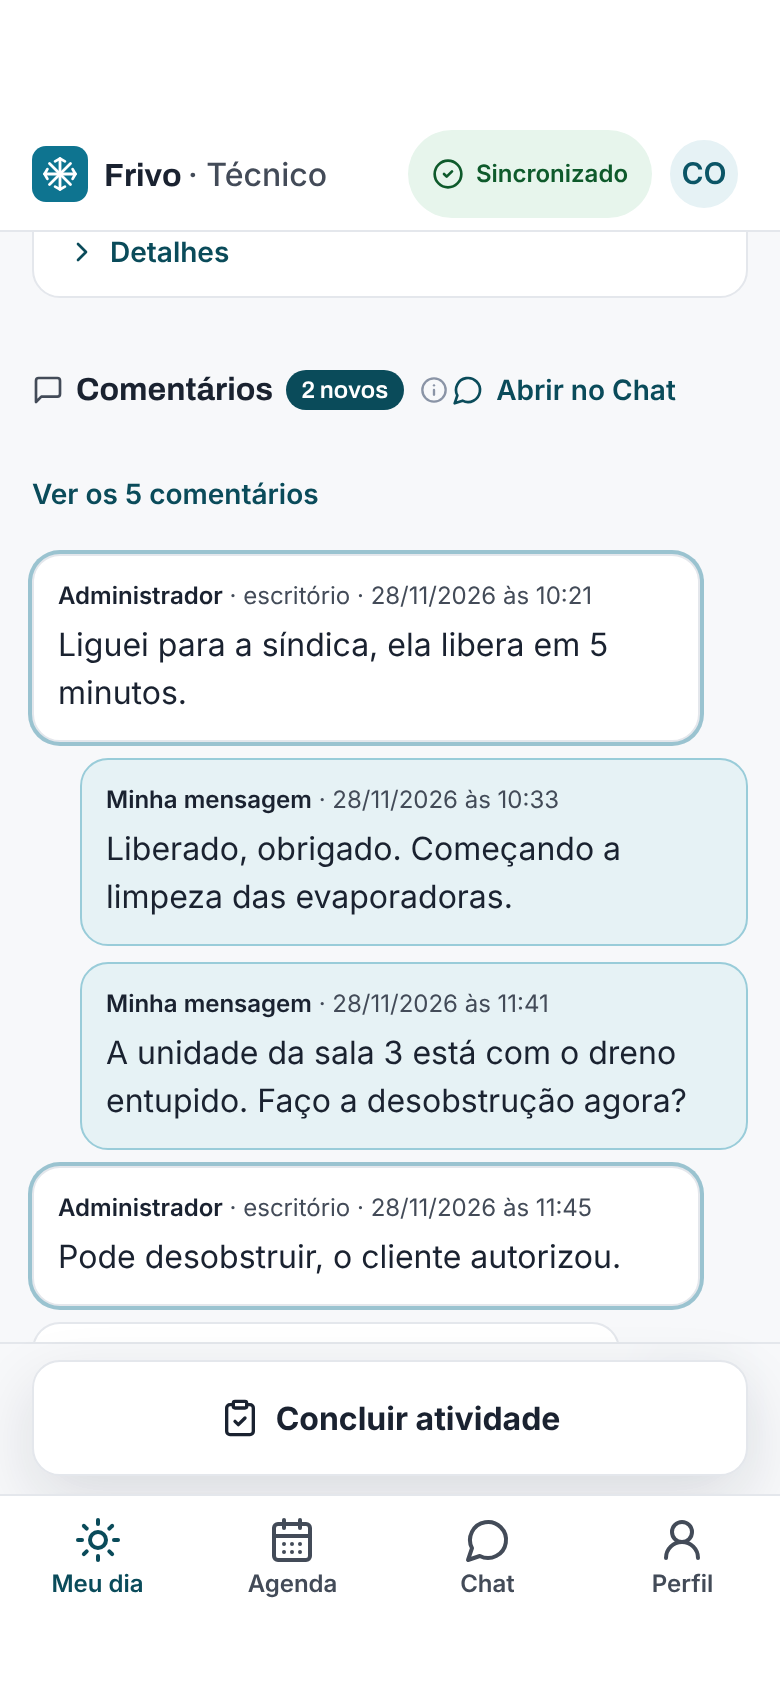 Frivo · Técnico
Sincronizado
CO
Detalhes
Comentários
2 novos
Abrir no Chat
Ver os 5 comentários
Administrador · escritório · 28/11/2026 às 10:21
Liguei para a síndica, ela libera em 5
minutos.
Minha mensagem · 28/11/2026 às 10:33
Liberado, obrigado. Começando a
limpeza das evaporadoras.
Minha mensagem · 28/11/2026 às 11:41
A unidade da sala 3 está com o dreno
entupido. Faço a desobstrução agora?
Administrador · escritório · 28/11/2026 às 11:45
Pode desobstruir, o cliente autorizou.
Concluir atividade
Meu dia
Agenda
Chat
Perfil